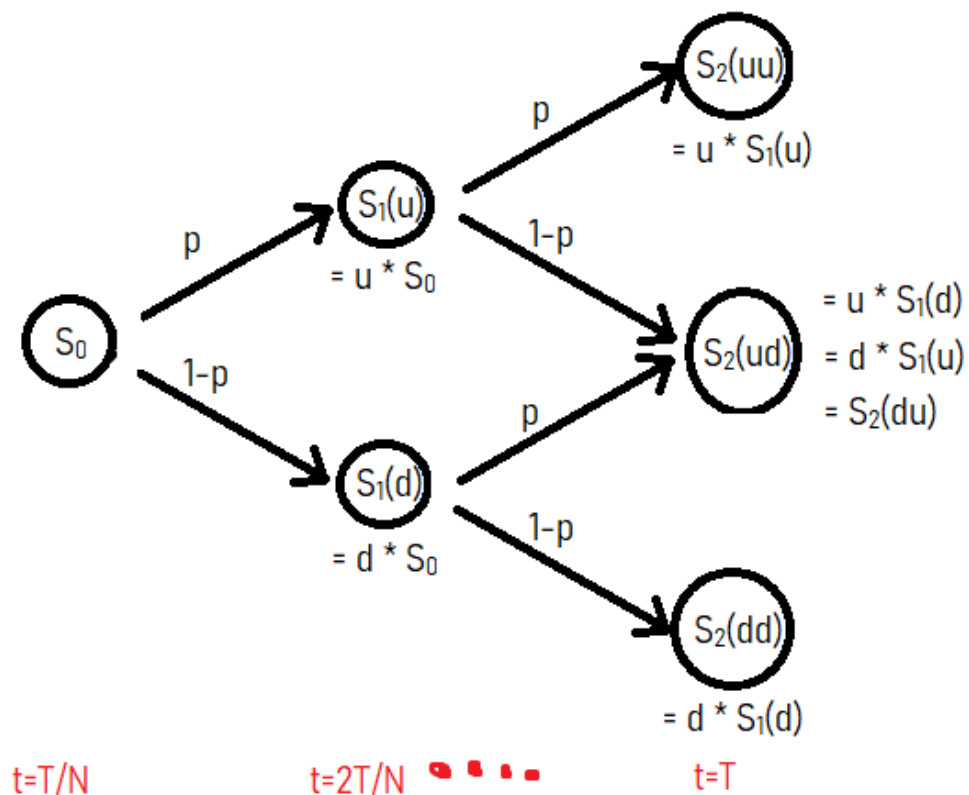 S₂(uu)
p
= u * S₁(u)
S₁(u)
1-p
p
= u * S₀
= u * S₁(d)
S₀
S₂(ud)
= d * S₁(u)
1-p
p
= S₂(du)
S₁(d)
1-p
= d * S₀
S₂(dd)
= d * S₁(d)
t=T/N
t=2T/N
t=T